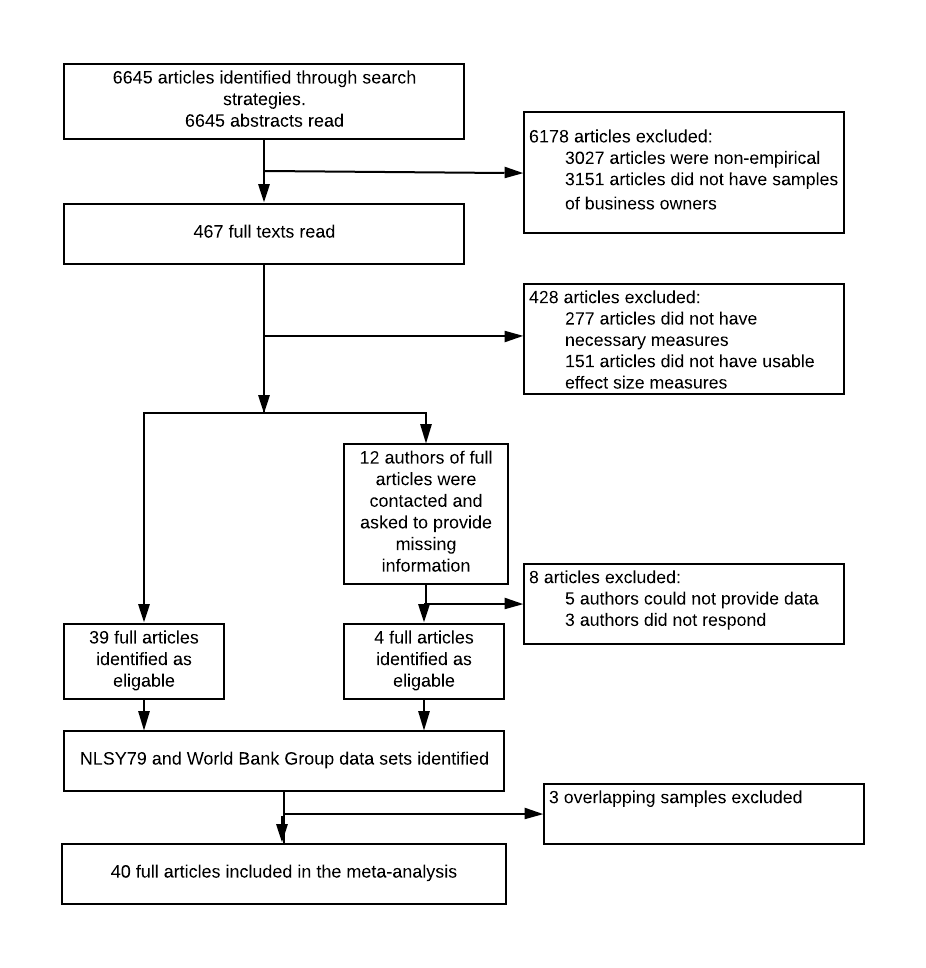 6645 articles identified through search
strategies.
6645 abstracts read
6178 articles excluded:
3027 articles were non-empirical
3151 articles did not have samples
of business owners
467 full texts read
428 articles excluded:
277 articles did not have
necessary measures
151 articles did not have usable
effect size measures
12 authors of full
articles were
contacted and
asked to provide
missing
information
8 articles excluded:
5 authors could not provide data
3 authors did not respond
39 full articles
identified as
eligable
4 full articles
identified as
eligable
NLSY79 and World Bank Group data sets identified
3 overlapping samples excluded
40 full articles included in the meta-analysis